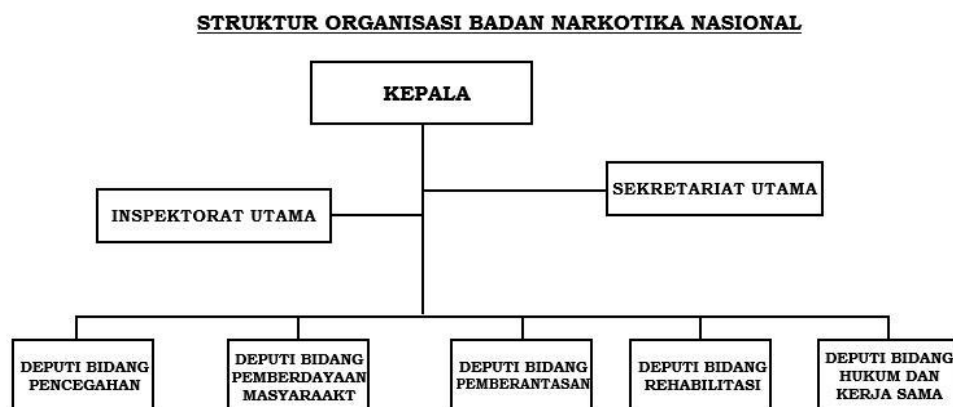 STRUKTUR ORGANISASI BADAN NARKOTIKA NASIONAL
KEPALA
SEKRETARIAT UTAMA
INSPEKTORAT UTAMA
DEPUTI BIDANG
PENCEGAHAN
DEPUTI BIDANG
PEMBERDAYAAN
MASYARAAKT
DEPUTI BIDANG
PEMBERANTASAN
DEPUTI BIDANG
REHABILITASI
DEPUTI BIDANG
HUKUM DAN
KERJA SAMA